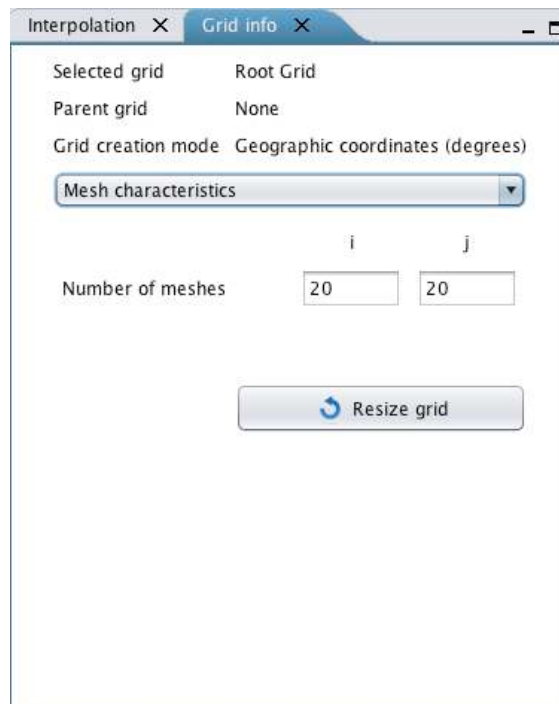 Interpolation Grid info
Selected grid Root Grid
Parent grid None
Grid creation mode Geographic coordinates (degrees)
Mesh characteristics
i j
Number of meshes 20 20
Resize grid